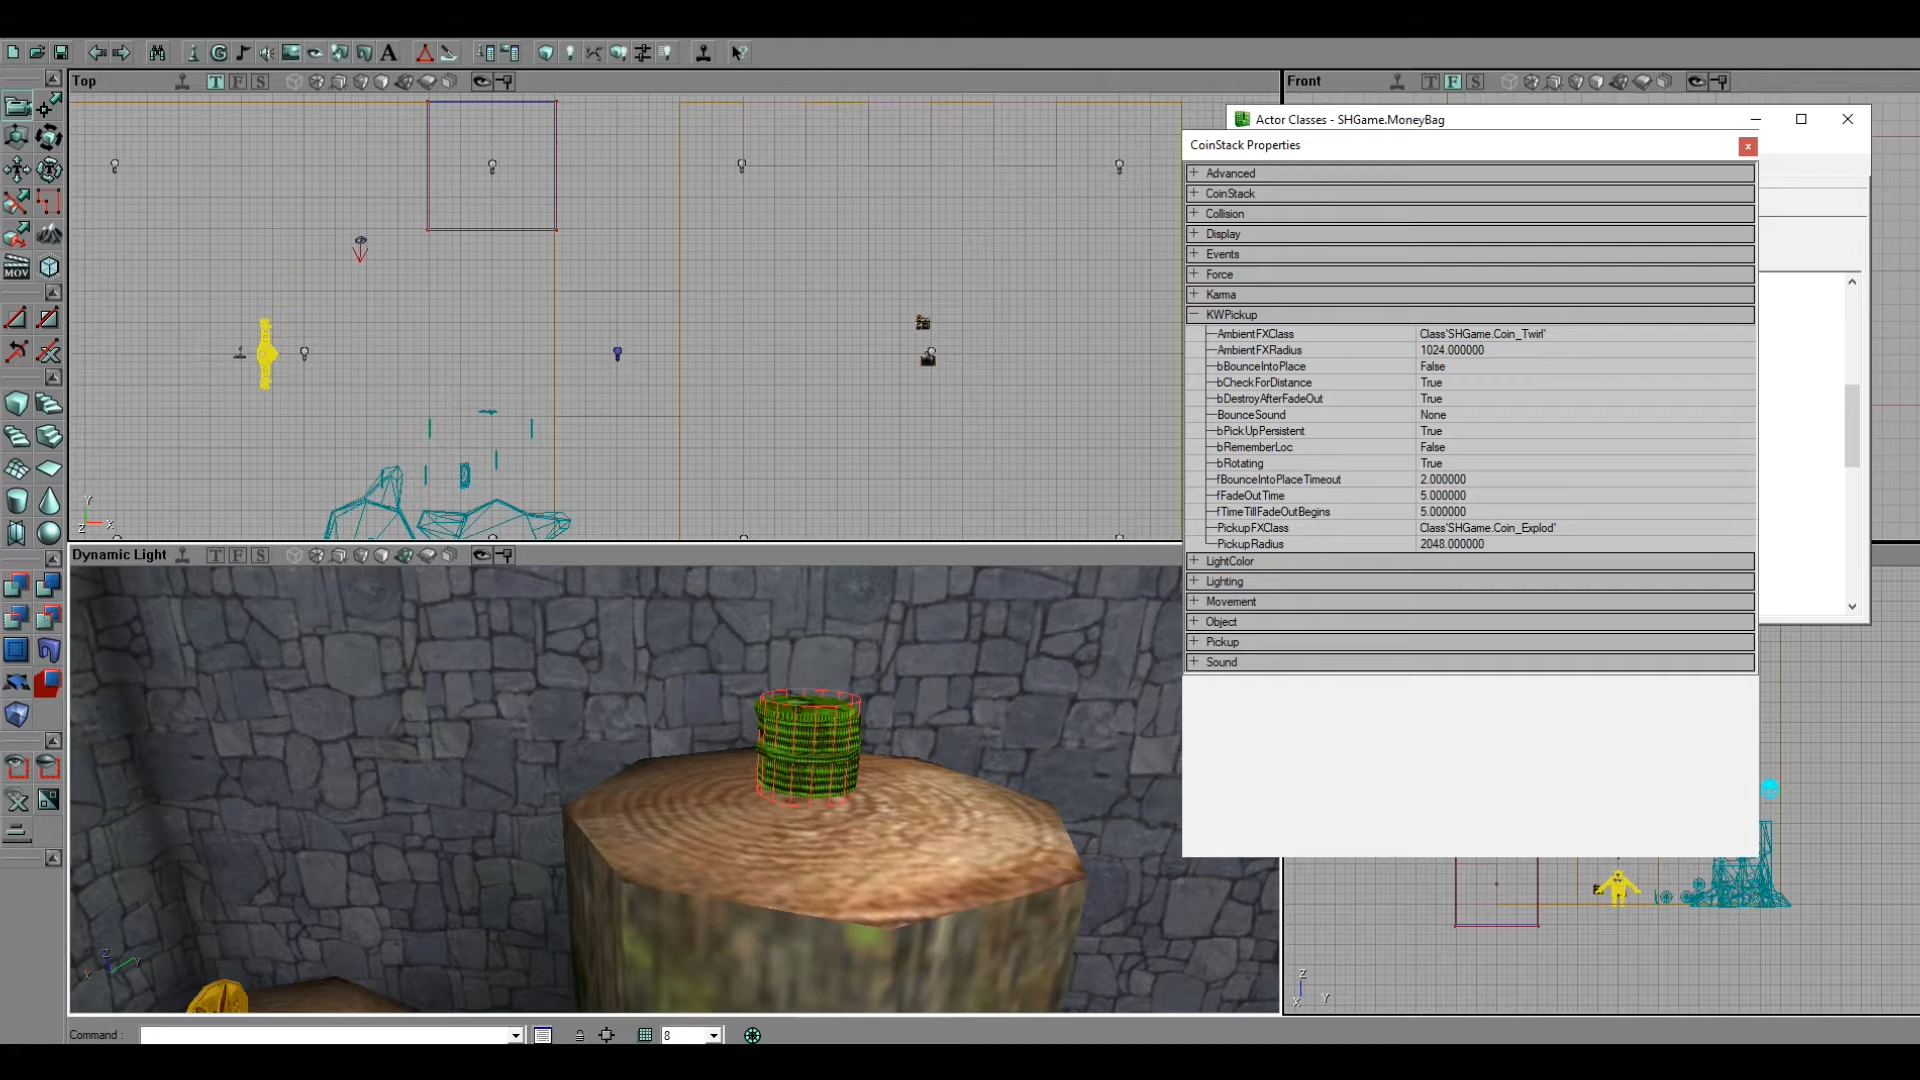 Top
T F S
Front
T F S
Actor Classes - SHGame.MoneyBag
CoinStack Properties
Advanced
CoinStack
Collision
Display
Events
Force
Karma
KWPickup
AmbientFXClass Class'SHGame.Coin_Twirl'
AmbientFXRadius 1024.000000
bBounceIntoPlace False
bCheckForDistance True
bDestroyAfterFadeOut True
BounceSound None
bPickUpPersistent True
bRememberLoc False
bRotating True
fBounceIntoPlaceTimeout 2.000000
fFadeOutTime 5.000000
fTimeTillFadeOutBegins 5.000000
PickupFXClass Class'SHGame.Coin_Explod'
PickupRadius 2048.000000
LightColor
Lighting
Movement
Object
Pickup
Sound
MOV
Y
Z X
Dynamic Light
T F S
Z
X Y
Z
X Y
Command :
8